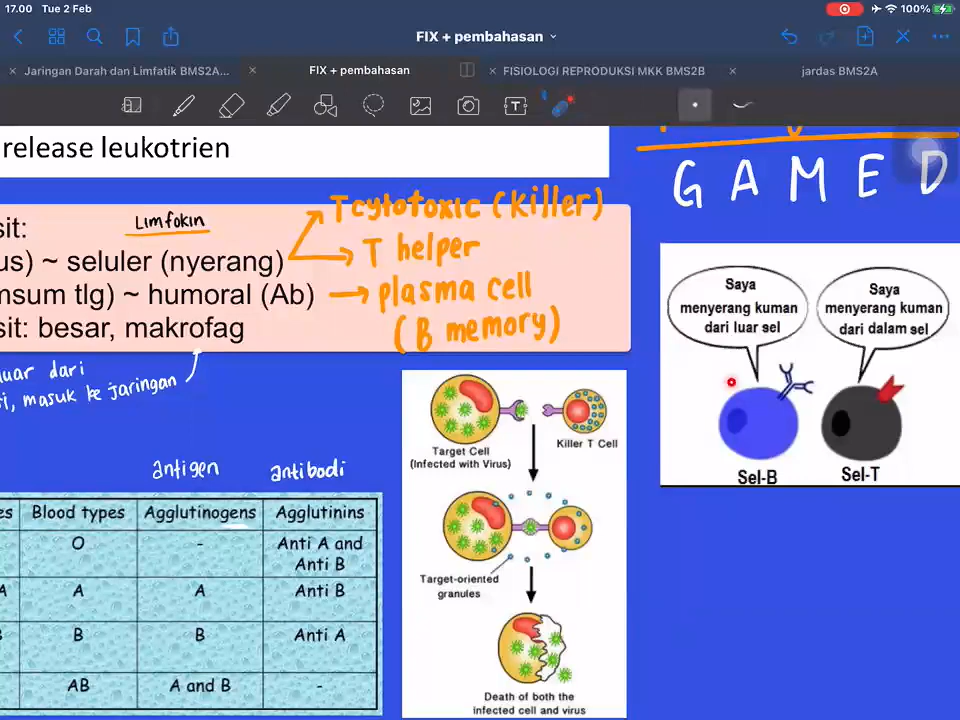 17.00 Tue 2 Feb
100%
FIX + pembahasan
Jaringan Darah dan Limfatik BMS2A...
FIX + pembahasan
FISIOLOGI REPRODUKSI MKK BMS2B
jardas BMS2A
release leukotrien
G A M E D
sit:
Limfokin
us) ~ seluler (nyerang)
T cytotoxic (killer)
T helper
msum tlg) ~ humoral (Ab)
plasma cell
(B memory)
sit: besar, makrofag
luar dari
si, masuk ke jaringan
Saya
menyerang kuman
dari luar sel
Saya
menyerang kuman
dari dalam sel
Sel-B
Sel-T
Target Cell
(Infected with Virus)
Killer T Cell
Target-oriented
granules
Death of both the
infected cell and virus
antigen antibodi
es Blood types Agglutinogens Agglutinins
O - Anti A and
Anti B
A A A Anti B
B B B Anti A
AB A and B -